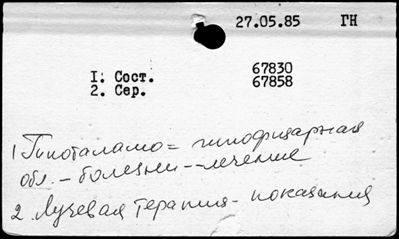 27.05.85 ГН
1. Сост. 67830
2. Сер. 67858
1 Гипоталамо = гипофизарная
обл. – болезни – лечение
2. Лучевая терапия – показания